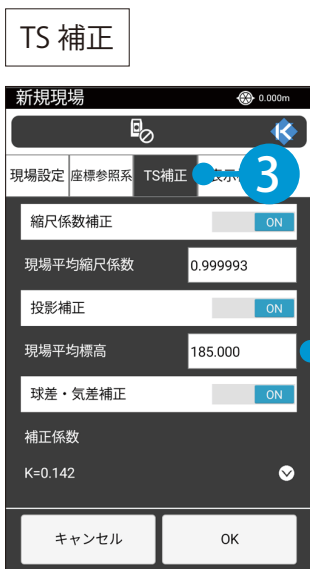 TS 補正
新規現場 0.000m
現場設定 座標参照系 TS補正 表示 3
縮尺係数補正 ON
現場平均縮尺係数 0.999993
投影補正 ON
現場平均標高 185.000
球差・気差補正 ON
補正係数
K=0.142
キャンセル OK